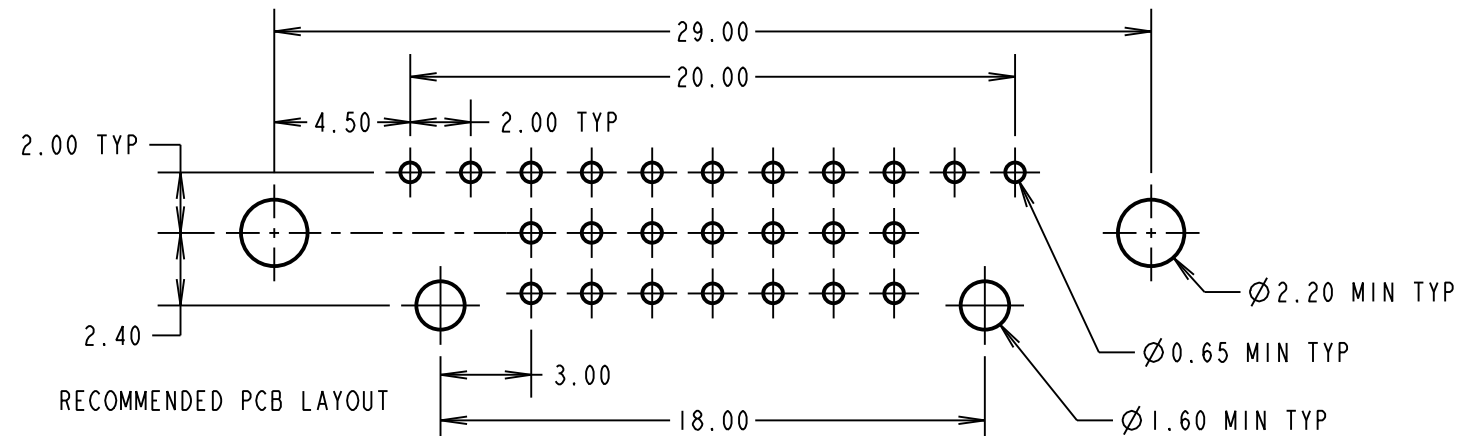 29.00
20.00
4.50
2.00 TYP
2.00 TYP
Ø2.20 MIN TYP
2.40
Ø0.65 MIN TYP
3.00
RECOMMENDED PCB LAYOUT
18.00
Ø1.60 MIN TYP